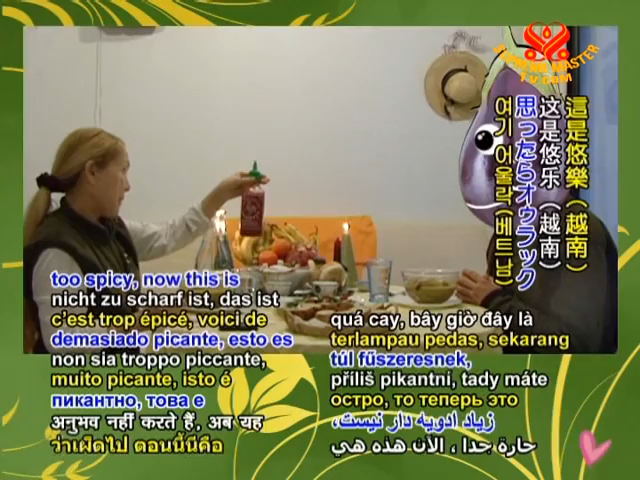 SUPREME MASTER
TV.COM
這是悠樂（越南）
这是悠乐（越南）
思ったらオゥラック
여기 어울락(베트남)
too spicy, now this is
nicht zu scharf ist, das ist
c'est trop épicé, voici de
demasiado picante, esto es
non sia troppo piccante,
muito picante, isto é
пикантно, това е
अनुभव नहीं करते हैं, अब यह
ว่าเผ็ดไป ตอนนี้นี่คือ
quá cay, bây giờ đây là
terlampau pedas, sekarang
túl fűszeresnek,
příliš pikantní, tady máte
остро, то теперь это
زیاد ادویه دار نیست،
حارة جدا ، الآن هذه هي